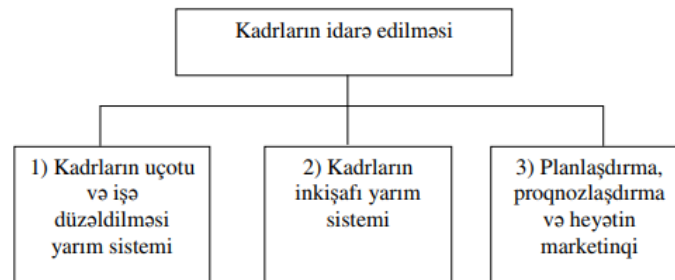 Kadrların idarə edilməsi
1) Kadrların uçotu
və işə
düzəldilməsi
yarım sistemi
2) Kadrların
inkişafı yarım
sistemi
3) Planlaşdırma,
proqnozlaşdırma
və heyətin
marketinqi